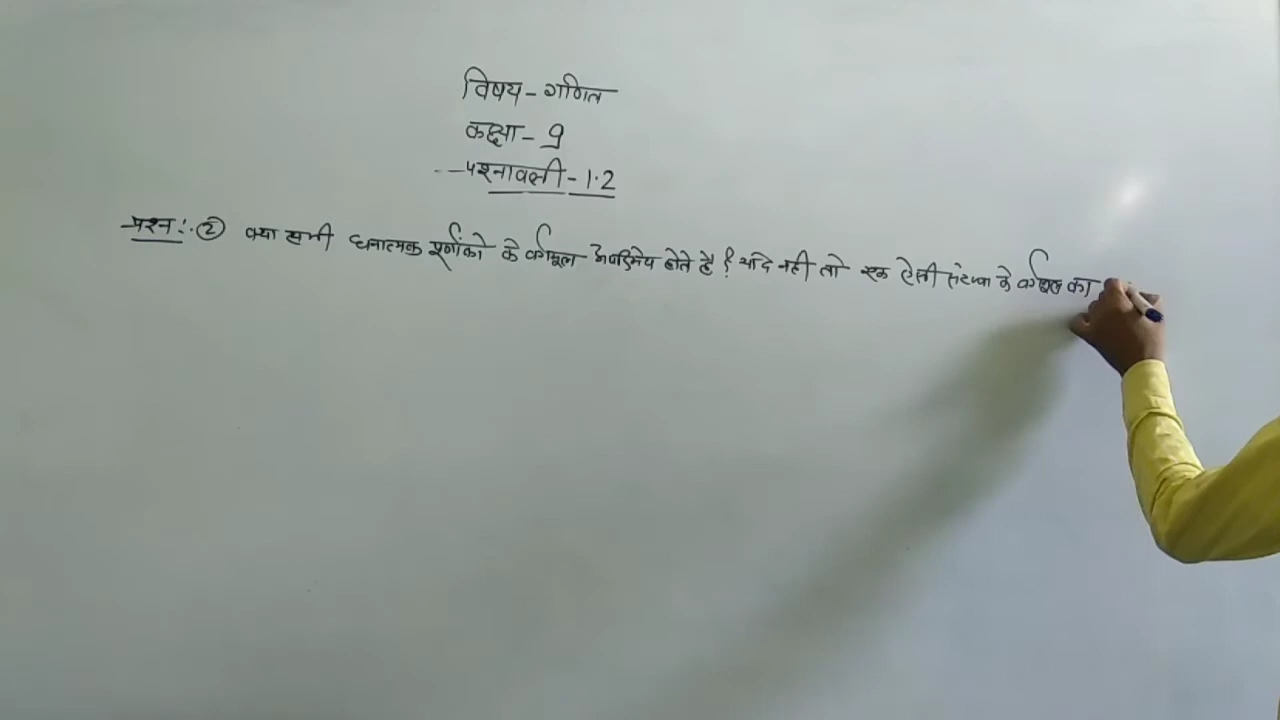 विषय - गणित
कक्षा - 9
प्रश्नावली - 1.2
प्रश्न :- 2 क्या सभी धनात्मक पूर्णांको के वर्गमूल अपरिमेय होते है ? यदि नही तो एक ऐसी संख्या के वर्गमूल का